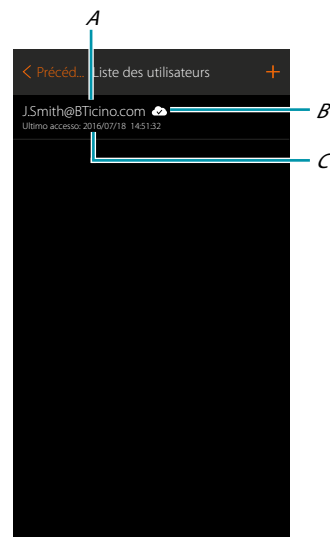 A
< Précéd... Liste des utilisateurs +
J.Smith@BTicino.com
B
Ultimo accesso: 2016/07/18 14:51:32
C